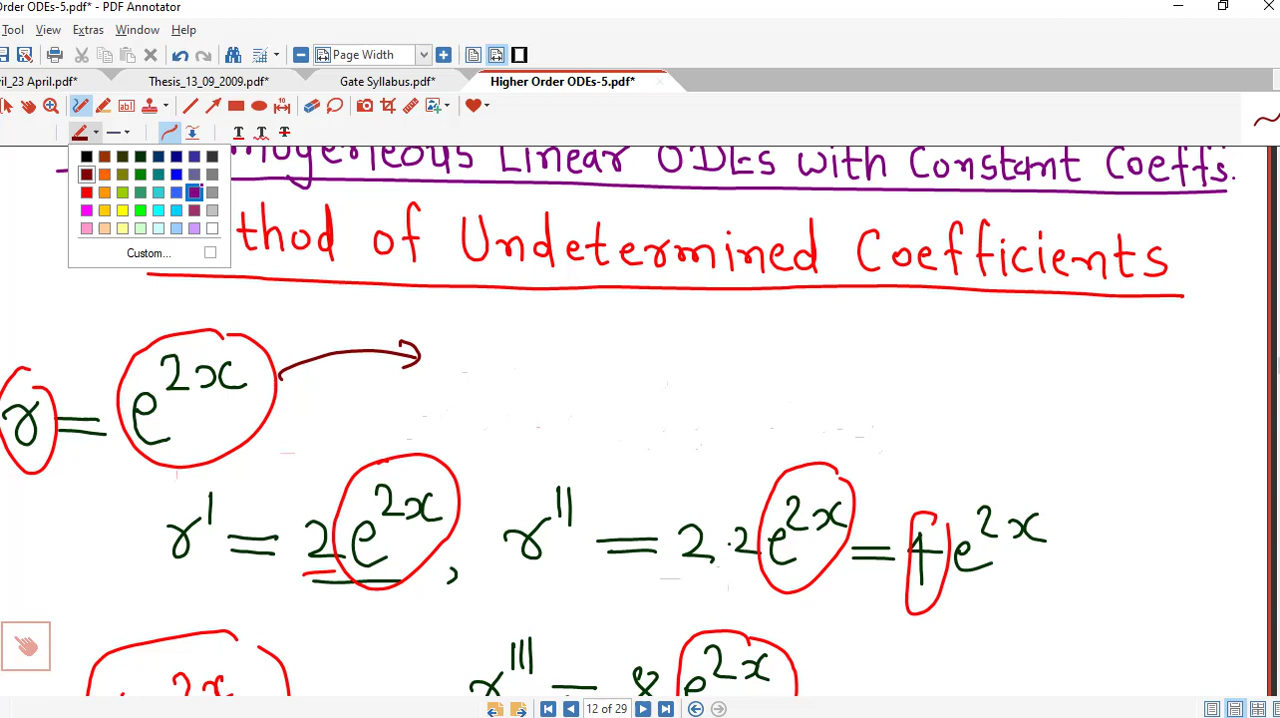 Order ODEs-5.pdf* - PDF Annotator
Tool View Extras Window Help
Page Width
vil_23 April.pdf* Thesis_13_09_2009.pdf* Gate Syllabus.pdf* Higher Order ODEs-5.pdf*
Linear ODEs with Constant Coeffs.
Custom...
thod of Undetermined Coefficients
r = e^{2x}
r' = 2e^{2x}, r'' = 2.2e^{2x} = 4e^{2x}
r''' = 8e^{2x}
12 of 29